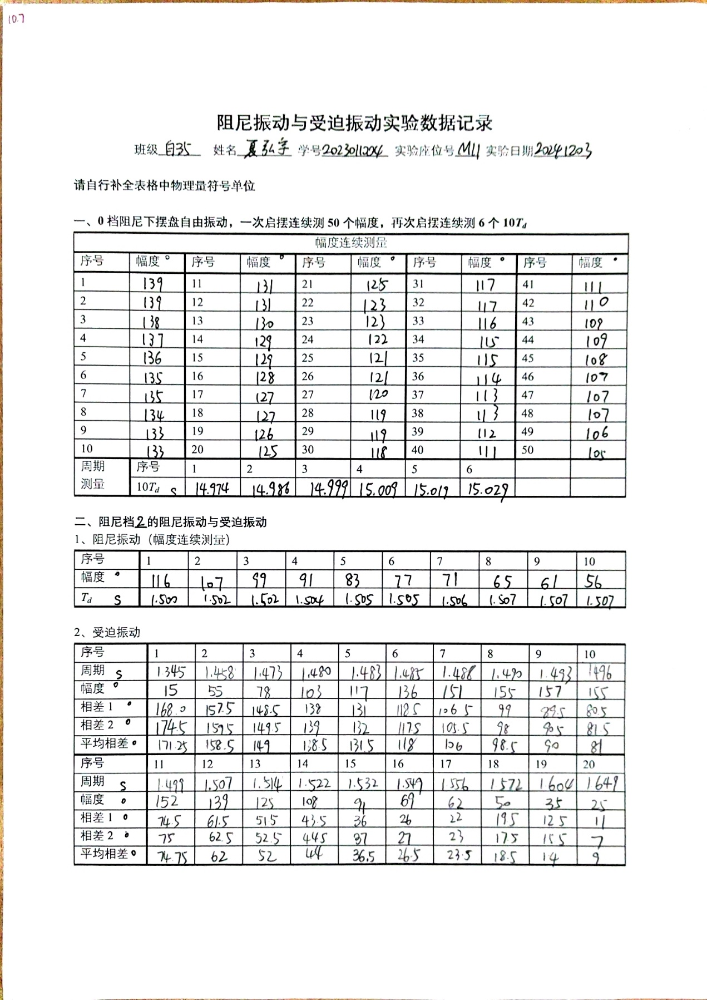 10.7
阻尼振动与受迫振动实验数据记录
班级 自35 姓名 夏弘宇 学号 2023011004 实验座位号 M11 实验日期 20241203
请自行补全表格中物理量符号单位
一、0 档阻尼下摆盘自由振动，一次启摆连续测 50 个幅度，再次启摆连续测 6 个 10Td
幅度连续测量
序号 幅度 ° 序号 幅度 ° 序号 幅度 ° 序号 幅度 ° 序号 幅度 °
1 139 11 131 21 125 31 117 41 111
2 139 12 131 22 123 32 117 42 110
3 138 13 130 23 123 33 116 43 109
4 137 14 129 24 122 34 115 44 109
5 136 15 129 25 121 35 115 45 108
6 135 16 128 26 121 36 114 46 107
7 135 17 127 27 120 37 113 47 107
8 134 18 127 28 119 38 113 48 107
9 133 19 126 29 119 39 112 49 106
10 133 20 125 30 118 40 111 50 105
周期测量 序号 1 2 3 4 5 6
10Td s 14.974 14.986 14.999 15.009 15.019 15.029
二、阻尼档2的阻尼振动与受迫振动
1、阻尼振动（幅度连续测量）
序号 1 2 3 4 5 6 7 8 9 10
幅度 ° 116 107 99 91 83 77 71 65 61 56
Td s 1.500 1.502 1.502 1.504 1.505 1.505 1.506 1.507 1.507 1.507
2、受迫振动
序号 1 2 3 4 5 6 7 8 9 10
周期 s 1.345 1.458 1.473 1.480 1.483 1.485 1.488 1.490 1.493 1.496
幅度 ° 15 55 78 103 117 136 151 155 157 155
相差 1 ° 168.0 157.5 148.5 138 131 118.5 106.5 99 89.5 80.5
相差 2 ° 174.5 159.5 149.5 139 132 117.5 105.5 98 90.5 81.5
平均相差 ° 171.25 158.5 149 138.5 131.5 118 106 98.5 90 81
序号 11 12 13 14 15 16 17 18 19 20
周期 s 1.499 1.507 1.514 1.522 1.532 1.549 1.556 1.572 1.604 1.649
幅度 ° 152 139 125 108 91 69 62 50 35 25
相差 1 ° 74.5 61.5 51.5 43.5 36 26 22 19.5 12.5 11
相差 2 ° 75 62.5 52.5 44.5 37 27 23 17.5 15.5 7
平均相差 ° 74.75 62 52 44 36.5 26.5 23.5 18.5 14 9